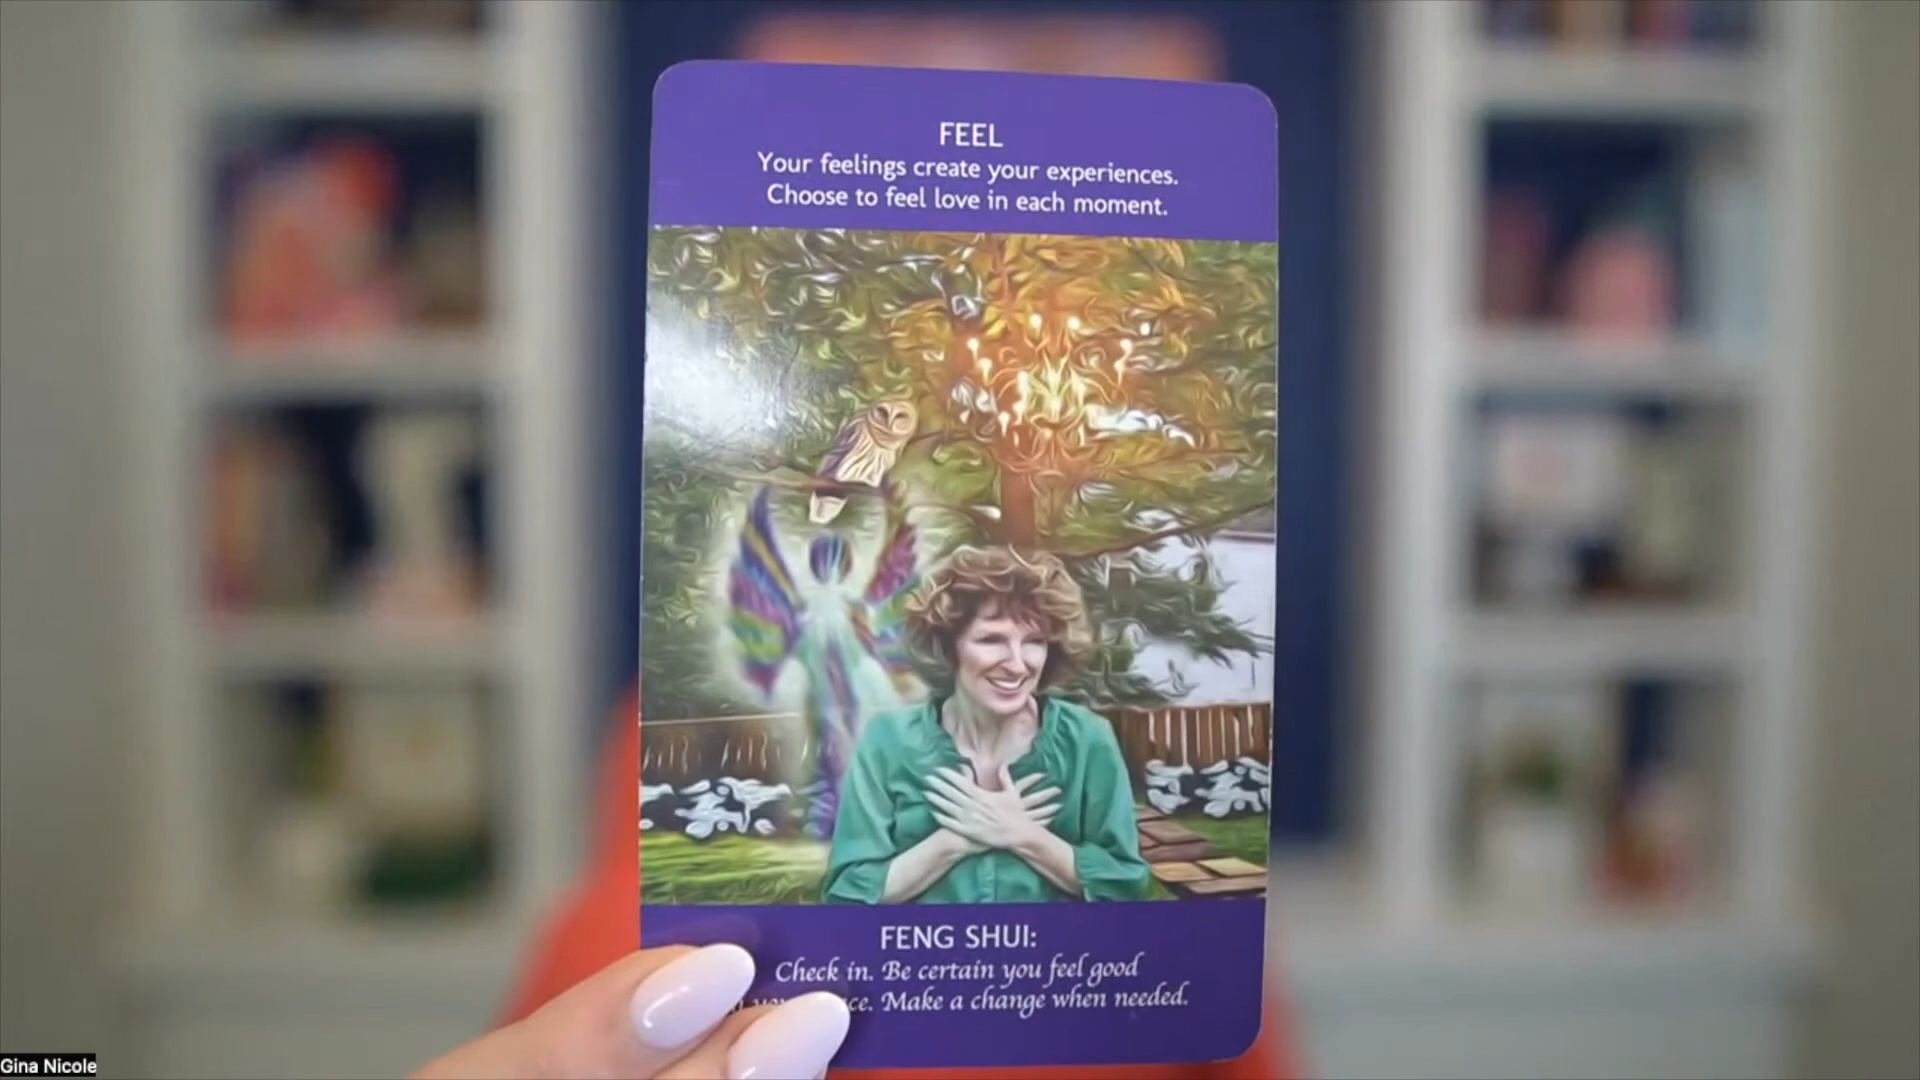 FEEL
Your feelings create your experiences.
Choose to feel love in each moment.
FENG SHUI:
Check in. Be certain you feel good
Make a change when needed.
Gina Nicole